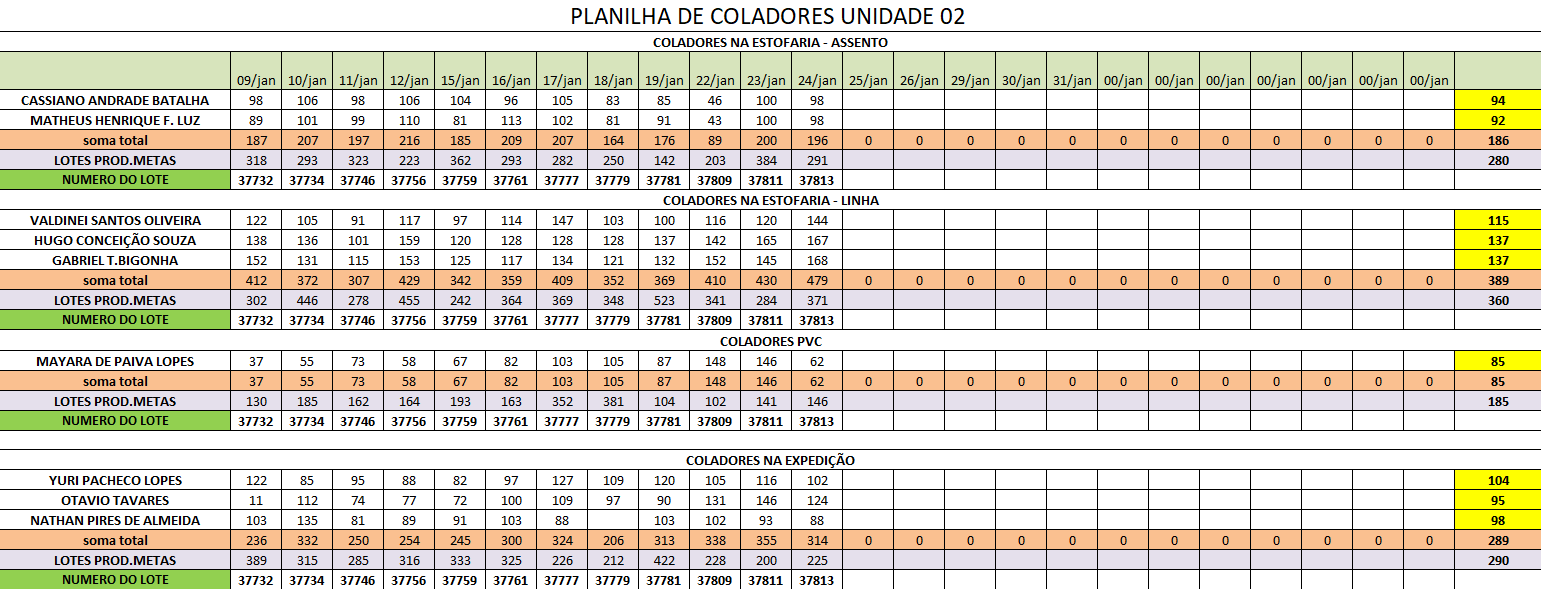 PLANILHA DE COLADORES UNIDADE 02
COLADORES NA ESTOFARIA - ASSENTO
09/jan 10/jan 11/jan 12/jan 15/jan 16/jan 17/jan 18/jan 19/jan 22/jan 23/jan 24/jan 25/jan 26/jan 29/jan 30/jan 31/jan 00/jan 00/jan 00/jan 00/jan 00/jan 00/jan 00/jan
CASSIANO ANDRADE BATALHA 98 106 98 106 104 96 105 83 85 46 100 98 94
MATHEUS HENRIQUE F. LUZ 89 101 99 110 81 113 102 81 91 43 100 98 92
soma total 187 207 197 216 185 209 207 164 176 89 200 196 0 0 0 0 0 0 0 0 0 0 0 0 186
LOTES PROD.METAS 318 293 323 223 362 293 282 250 142 203 384 291 280
NUMERO DO LOTE 37732 37734 37746 37756 37759 37761 37777 37779 37781 37809 37811 37813
COLADORES NA ESTOFARIA - LINHA
VALDINEI SANTOS OLIVEIRA 122 105 91 117 97 114 147 103 100 116 120 144 115
HUGO CONCEIÇÃO SOUZA 138 136 101 159 120 128 128 128 137 142 165 167 137
GABRIEL T.BIGONHA 152 131 115 153 125 117 134 121 132 152 145 168 137
soma total 412 372 307 429 342 359 409 352 369 410 430 479 0 0 0 0 0 0 0 0 0 0 0 0 389
LOTES PROD.METAS 302 446 278 455 242 364 369 348 523 341 284 371 360
NUMERO DO LOTE 37732 37734 37746 37756 37759 37761 37777 37779 37781 37809 37811 37813
COLADORES PVC
MAYARA DE PAIVA LOPES 37 55 73 58 67 82 103 105 87 148 146 62 85
soma total 37 55 73 58 67 82 103 105 87 148 146 62 0 0 0 0 0 0 0 0 0 0 0 0 85
LOTES PROD.METAS 130 185 162 164 193 163 352 381 104 102 141 146 185
NUMERO DO LOTE 37732 37734 37746 37756 37759 37761 37777 37779 37781 37809 37811 37813
COLADORES NA EXPEDIÇÃO
YURI PACHECO LOPES 122 85 95 88 82 97 127 109 120 105 116 102 104
OTAVIO TAVARES 11 112 74 77 72 100 109 97 90 131 146 124 95
NATHAN PIRES DE ALMEIDA 103 135 81 89 91 103 88 103 102 93 88 98
soma total 236 332 250 254 245 300 324 206 313 338 355 314 0 0 0 0 0 0 0 0 0 0 0 0 289
LOTES PROD.METAS 389 315 285 316 333 325 226 212 422 228 200 225 290
NUMERO DO LOTE 37732 37734 37746 37756 37759 37761 37777 37779 37781 37809 37811 37813